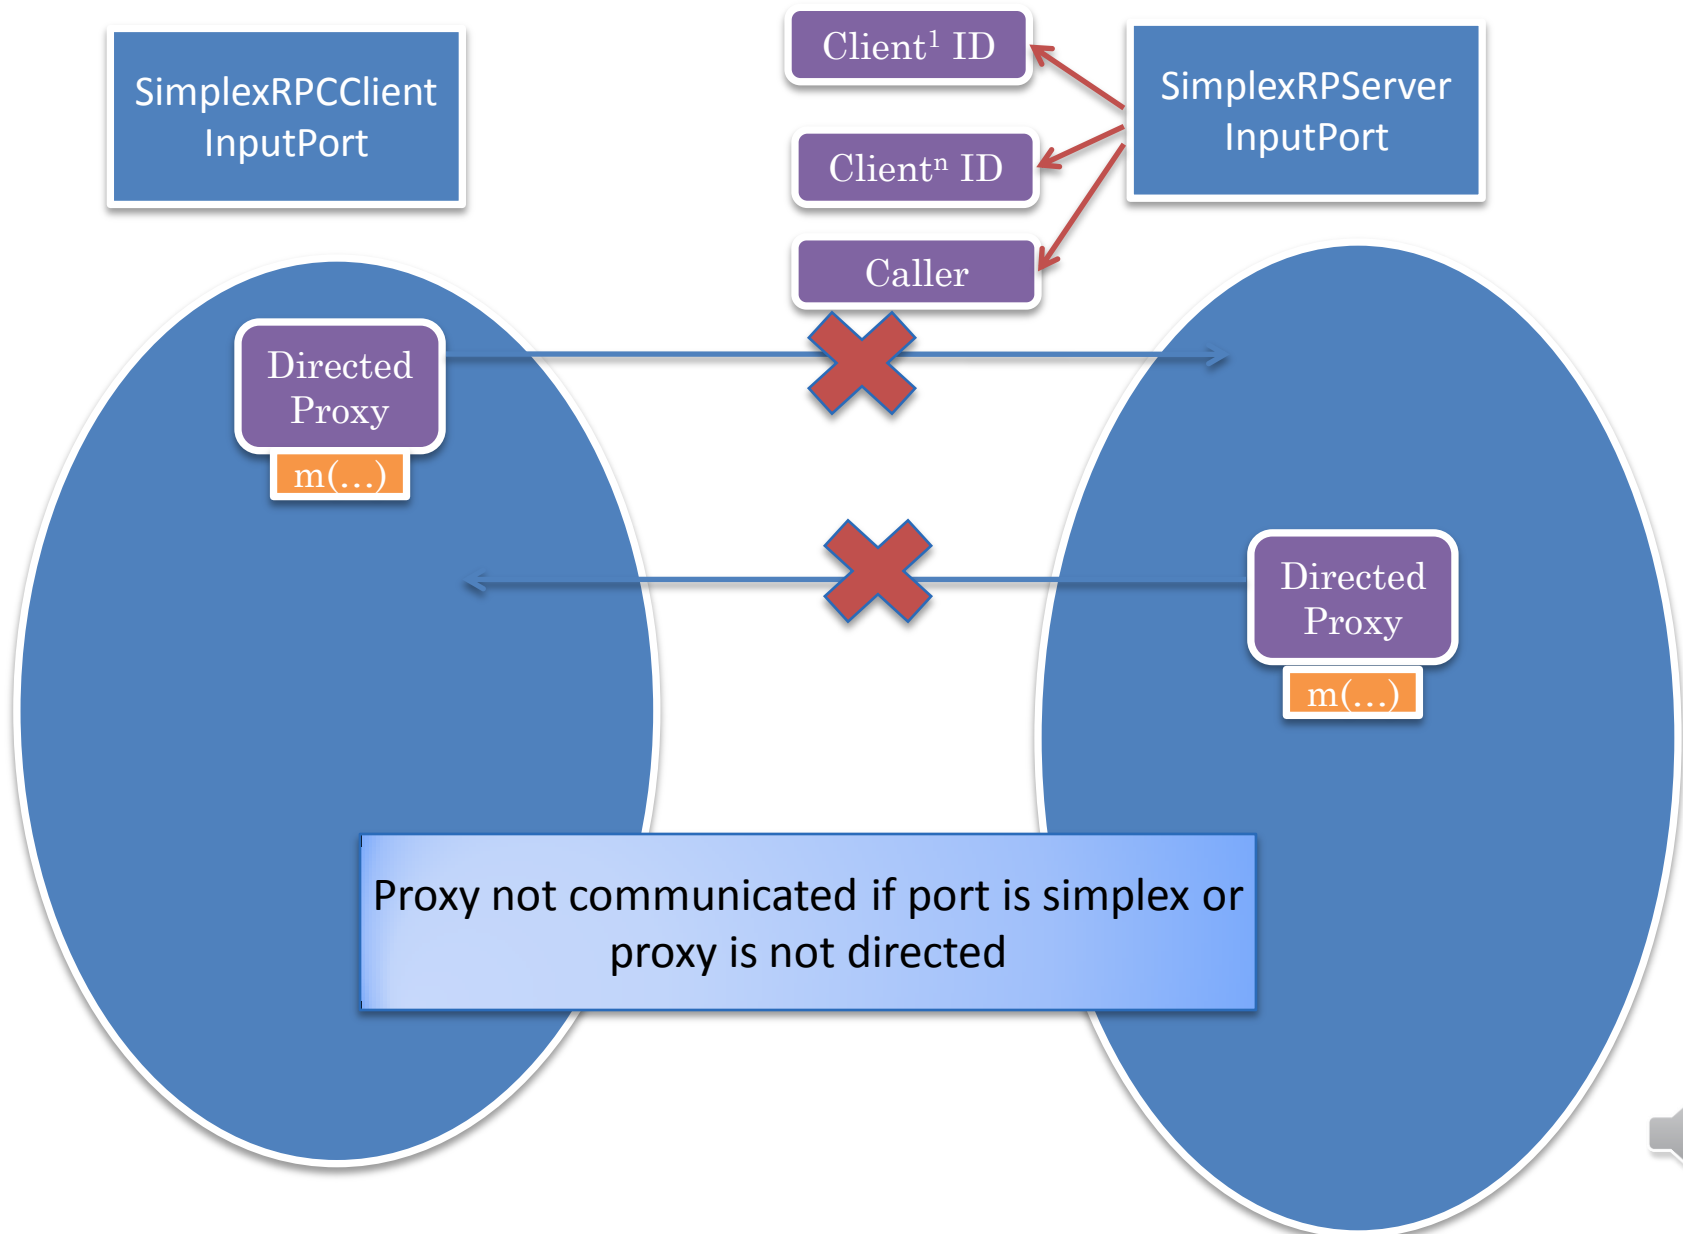 SimplexRPCClient
InputPort
Client¹ ID
Clientⁿ ID
Caller
SimplexRPServer
InputPort
Directed
Proxy
m(...)
Directed
Proxy
m(...)
Proxy not communicated if port is simplex or
proxy is not directed